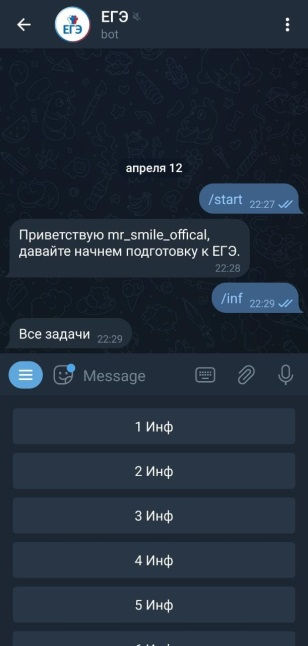 ЕГЭ
ЕГЭ
bot
апреля 12
/start 22:27
Приветствую mr_smile_offical,
давайте начнем подготовку к ЕГЭ.
22:28
/inf 22:29
Все задачи 22:29
Message
1 Инф
2 Инф
3 Инф
4 Инф
5 Инф